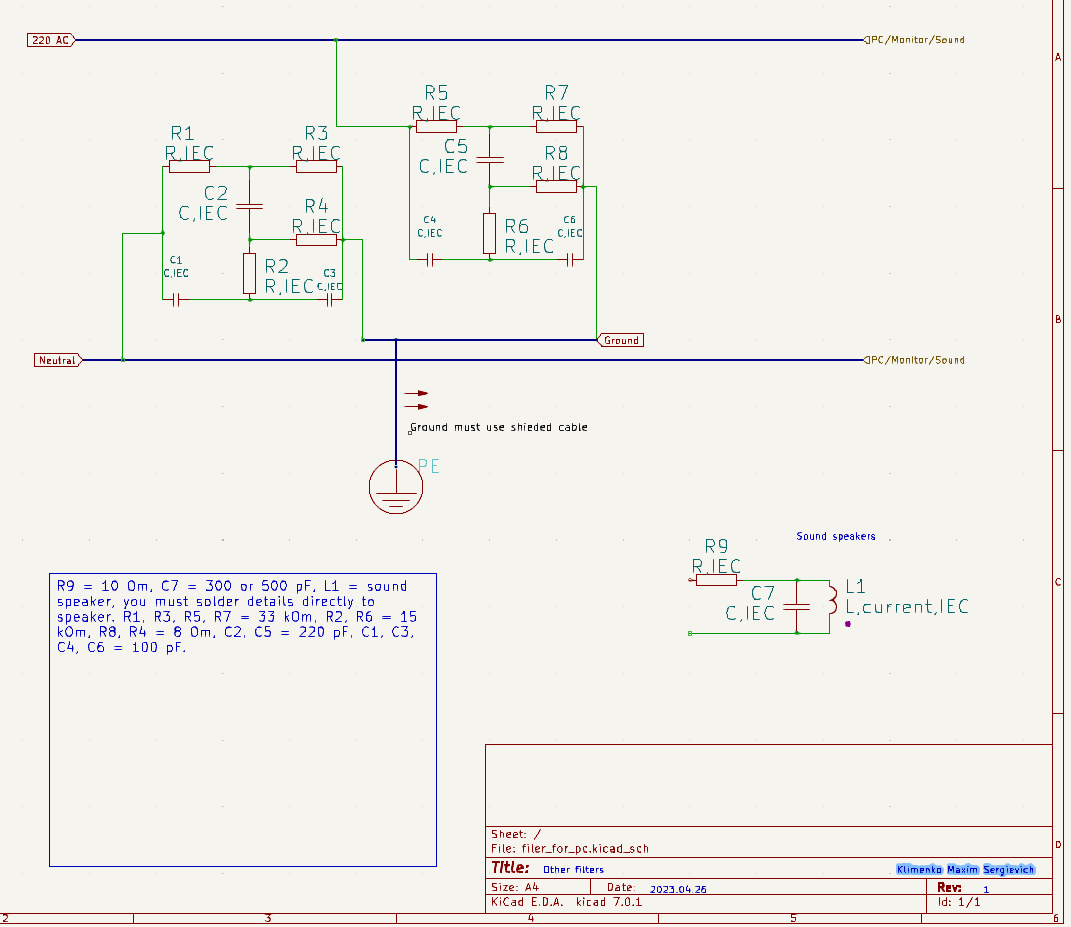 220 AC
PC/Monitor/Sound
A
R5
R,IEC
R7
R,IEC
R1
R,IEC
R3
R,IEC
C5
C,IEC
R8
R,IEC
C2
C,IEC
R4
R,IEC
C4
C,IEC
R6
R,IEC
C6
C,IEC
C1
C,IEC
R2
R,IEC
C3
C,IEC
B
Ground
Neutral
PC/Monitor/Sound
Ground must use shieded cable
PE
Sound speakers
R9
R,IEC
C7
C,IEC
L1
L,current,IEC
C
R9 = 10 Om, C7 = 300 or 500 pF, L1 = sound
speaker, you must solder details directly to
speaker. R1, R3, R5, R7 = 33 kOm, R2, R6 = 15
kOm, R8, R4 = 8 Om, C2, C5 = 220 pF, C1, C3,
C4, C6 = 100 pF.
Sheet: /
File: filer_for_pc.kicad_sch
D
Title: Other filters
Klimenko Maxim Sergievich
Size: A4
Date: 2023.04.26
Rev: 1
KiCad E.D.A. kicad 7.0.1
Id: 1/1
2
3
4
5
6